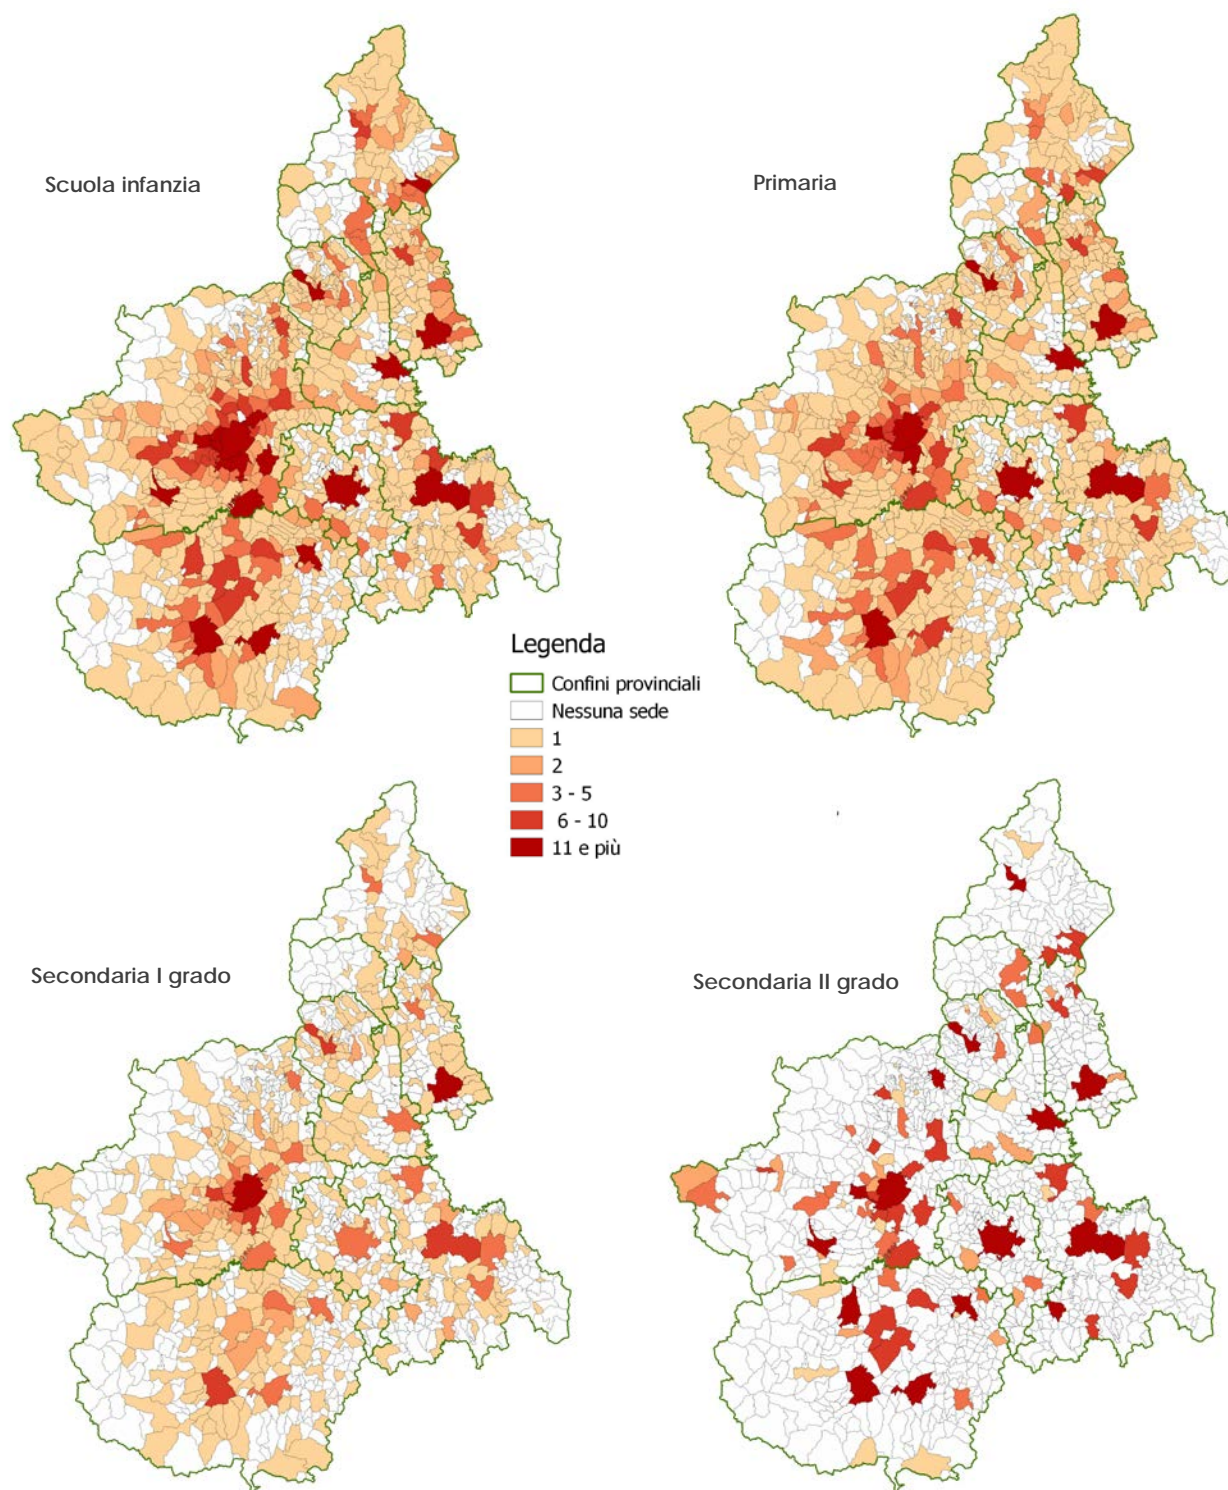 Scuola infanzia
Primaria
Legenda
Confini provinciali
Nessuna sede
1
2
3 - 5
6 - 10
11 e più
Secondaria I grado
Secondaria II grado